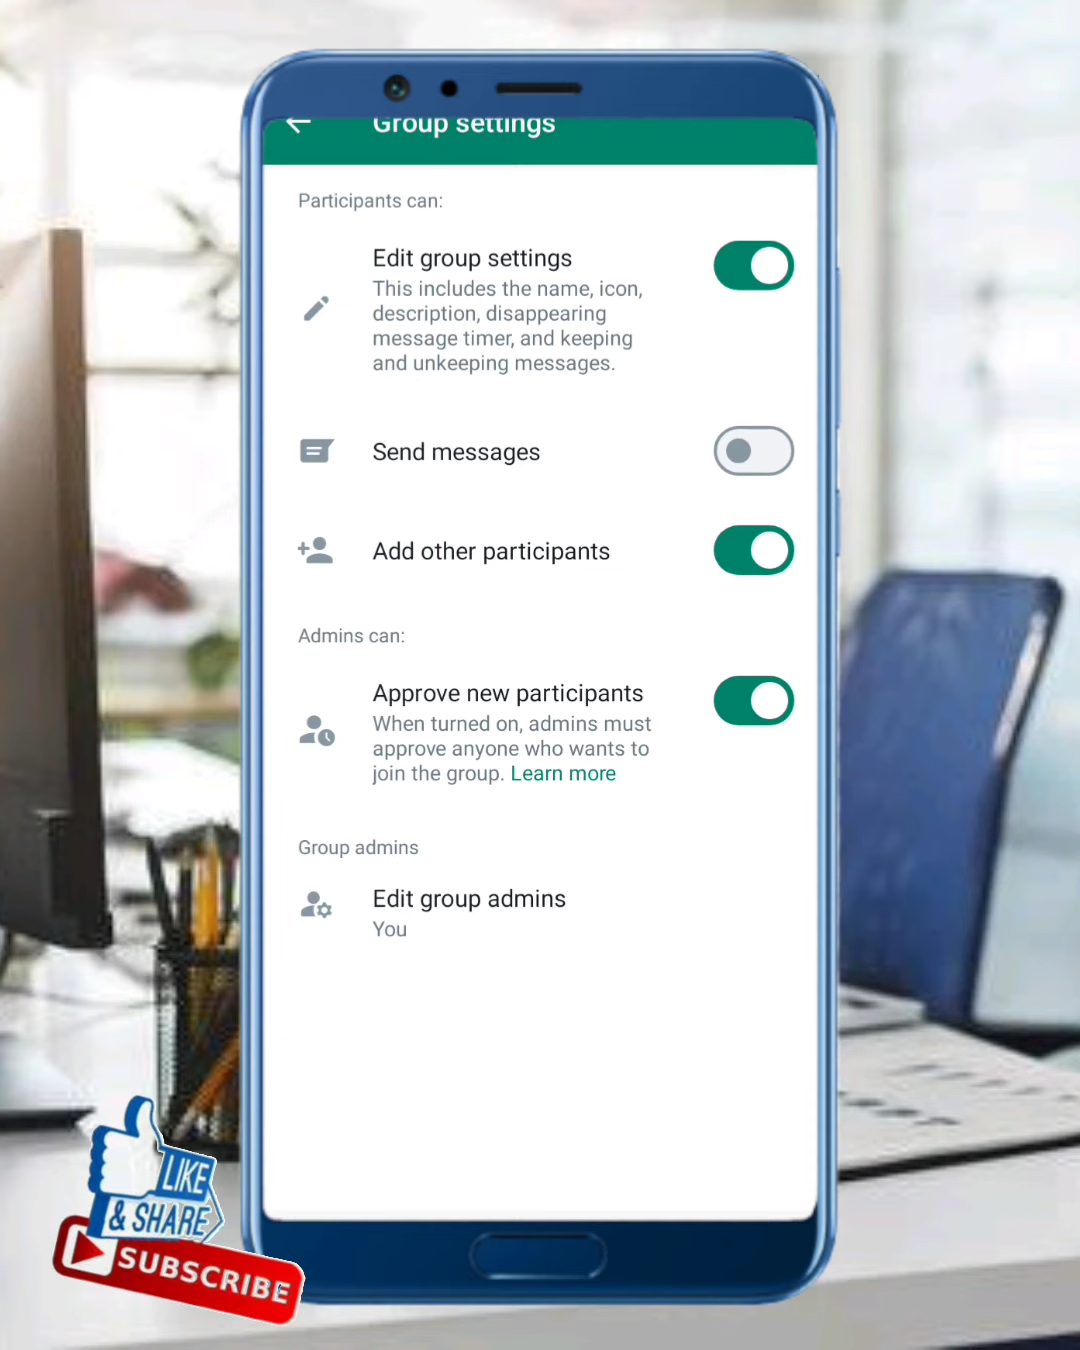 Group settings
Participants can:
Edit group settings
This includes the name, icon,
description, disappearing
message timer, and keeping
and unkeeping messages.
Send messages
Add other participants
Admins can:
Approve new participants
When turned on, admins must
approve anyone who wants to
join the group. Learn more
Group admins
Edit group admins
You
LIKE
& SHARE
SUBSCRIBE